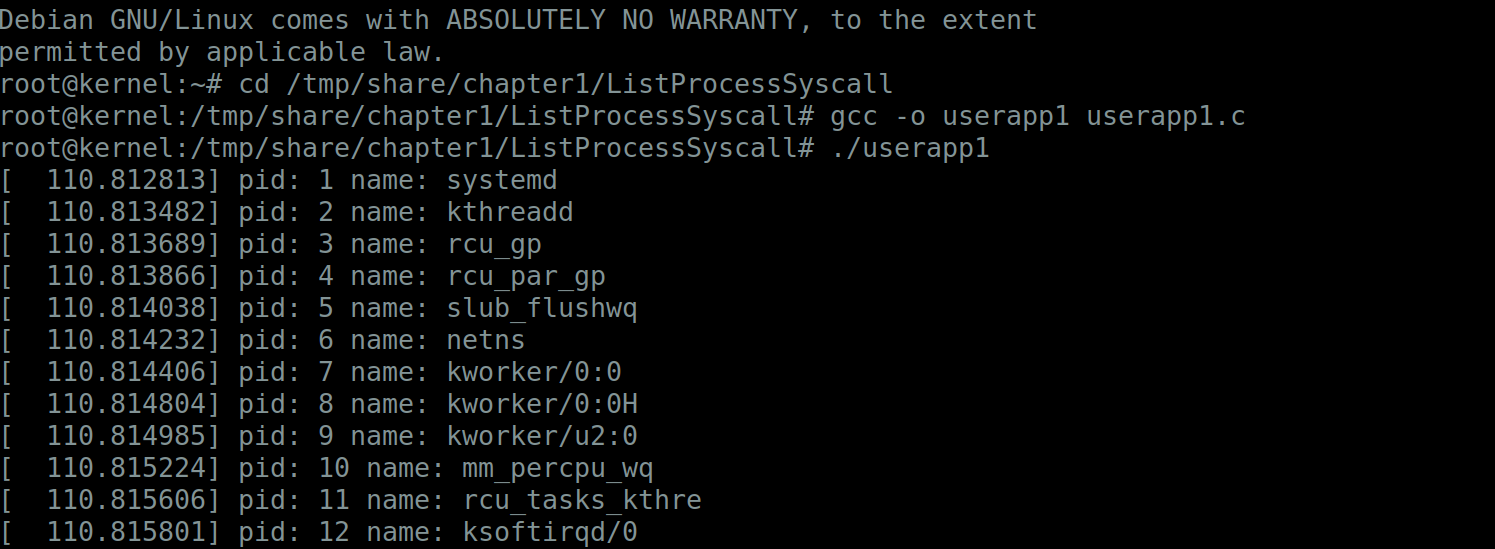 Debian GNU/Linux comes with ABSOLUTELY NO WARRANTY, to the extent
permitted by applicable law.
root@kernel:~# cd /tmp/share/chapter1/ListProcessSyscall
root@kernel:/tmp/share/chapter1/ListProcessSyscall# gcc -o userapp1 userapp1.c
root@kernel:/tmp/share/chapter1/ListProcessSyscall# ./userapp1
[  110.812813] pid: 1 name: systemd
[  110.813482] pid: 2 name: kthreadd
[  110.813689] pid: 3 name: rcu_gp
[  110.813866] pid: 4 name: rcu_par_gp
[  110.814038] pid: 5 name: slub_flushwq
[  110.814232] pid: 6 name: netns
[  110.814406] pid: 7 name: kworker/0:0
[  110.814804] pid: 8 name: kworker/0:0H
[  110.814985] pid: 9 name: kworker/u2:0
[  110.815224] pid: 10 name: mm_percpu_wq
[  110.815606] pid: 11 name: rcu_tasks_kthre
[  110.815801] pid: 12 name: ksoftirqd/0